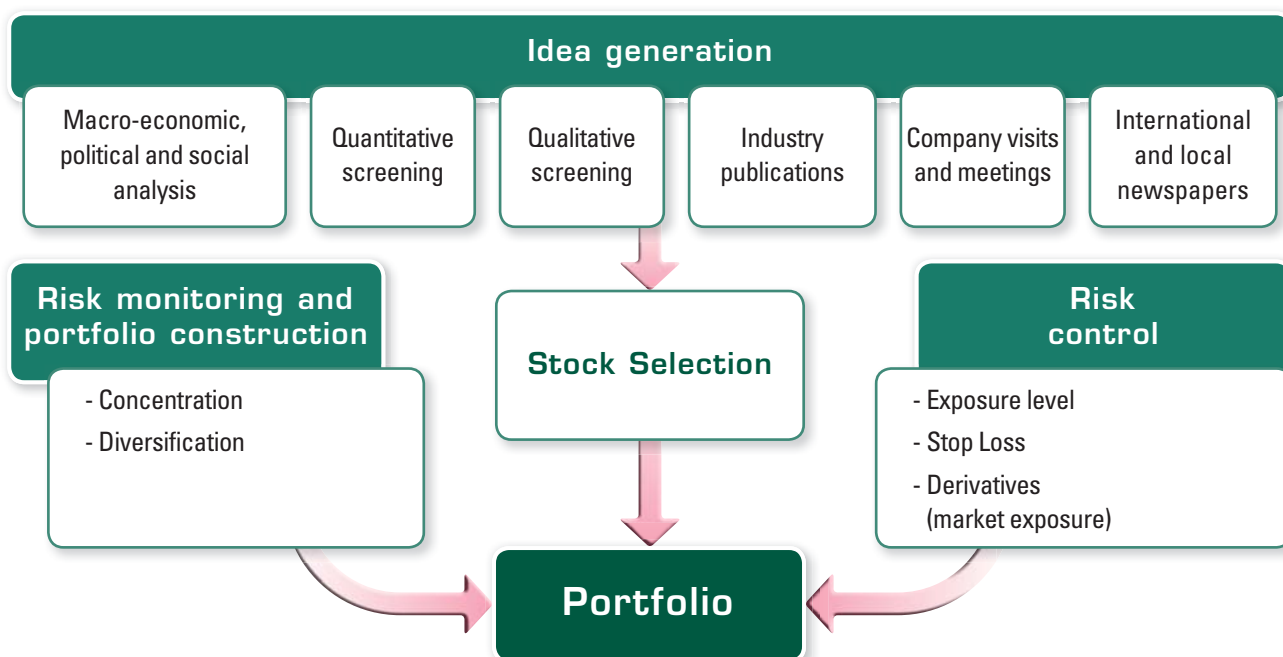 Idea generation
Macro-economic,
political and social
analysis
Quantitative
screening
Qualitative
screening
Industry
publications
Company visits
and meetings
International
and local
newspapers
Risk monitoring and
portfolio construction
- Concentration
- Diversification
Stock Selection
Risk
control
- Exposure level
- Stop Loss
- Derivatives
(market exposure)
Portfolio